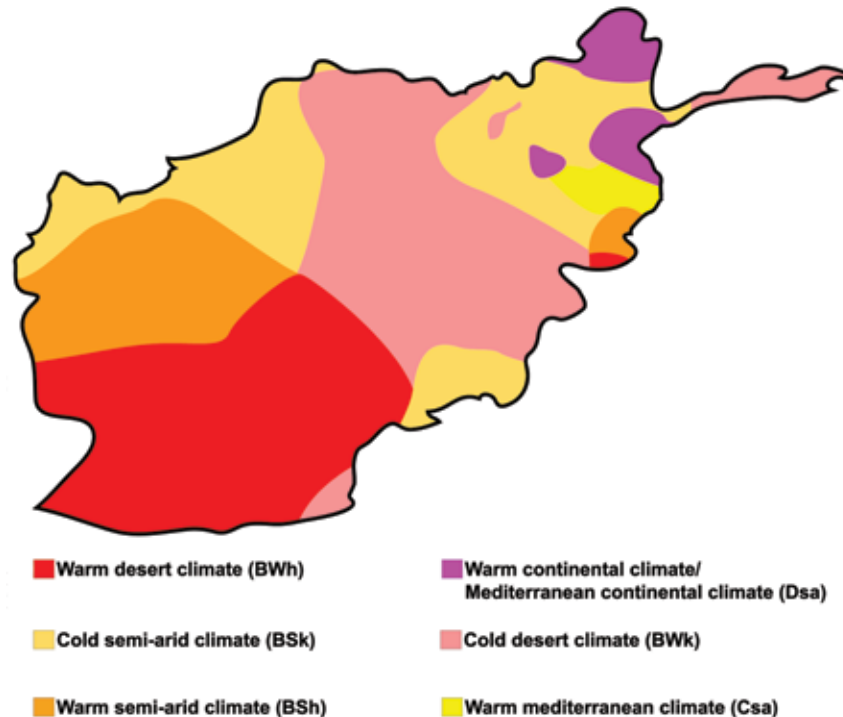 Warm desert climate (BWh)
Warm continental climate/
Mediterranean continental climate (Dsa)
Cold semi-arid climate (BSk)
Cold desert climate (BWk)
Warm semi-arid climate (BSh)
Warm mediterranean climate (Csa)